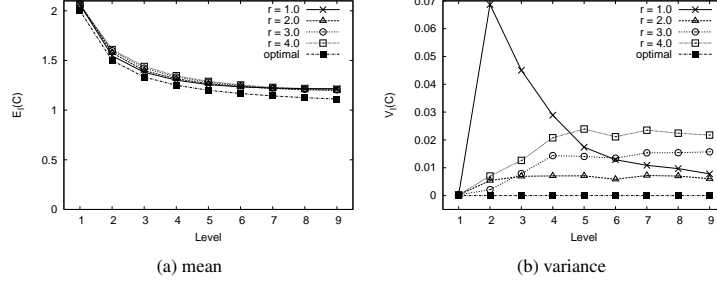 2
1.5
1
0.5
0
E_l(C)
1 2 3 4 5 6 7 8 9
Level
r = 1.0
r = 2.0
r = 3.0
r = 4.0
optimal
(a) mean
0.07
0.06
0.05
0.04
0.03
0.02
0.01
0
V_l(C)
1 2 3 4 5 6 7 8 9
Level
r = 1.0
r = 2.0
r = 3.0
r = 4.0
optimal
(b) variance